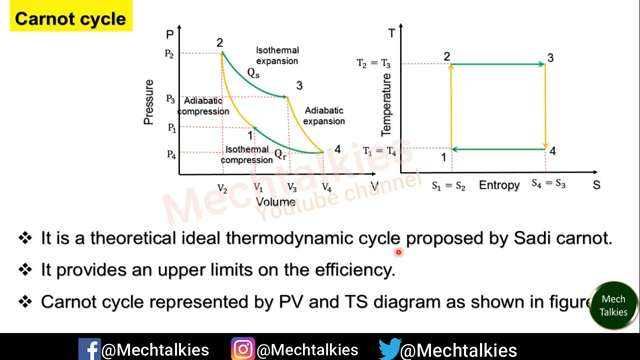 Carnot cycle
P
T
P₂
2
Isothermal
expansion
Qₛ
T₂ = T₃
2
3
Pressure
P₃
3
Adiabatic
compression
Adiabatic
expansion
Temperature
P₁
1
Isothermal
compression
Qᵣ
P₄
4
T₁ = T₄
1
4
V₂
V₁
V₃
V₄
V
Volume
S₁ = S₂
Entropy
S₄ = S₃
S
Mechtalkies
Youtube channel
❖ It is a theoretical ideal thermodynamic cycle proposed by Sadi carnot.
❖ It provides an upper limits on the efficiency.
❖ Carnot cycle represented by PV and TS diagram as shown in figure
Mech
Talkies
@Mechtalkies
@Mechtalkies
@Mechtalkies